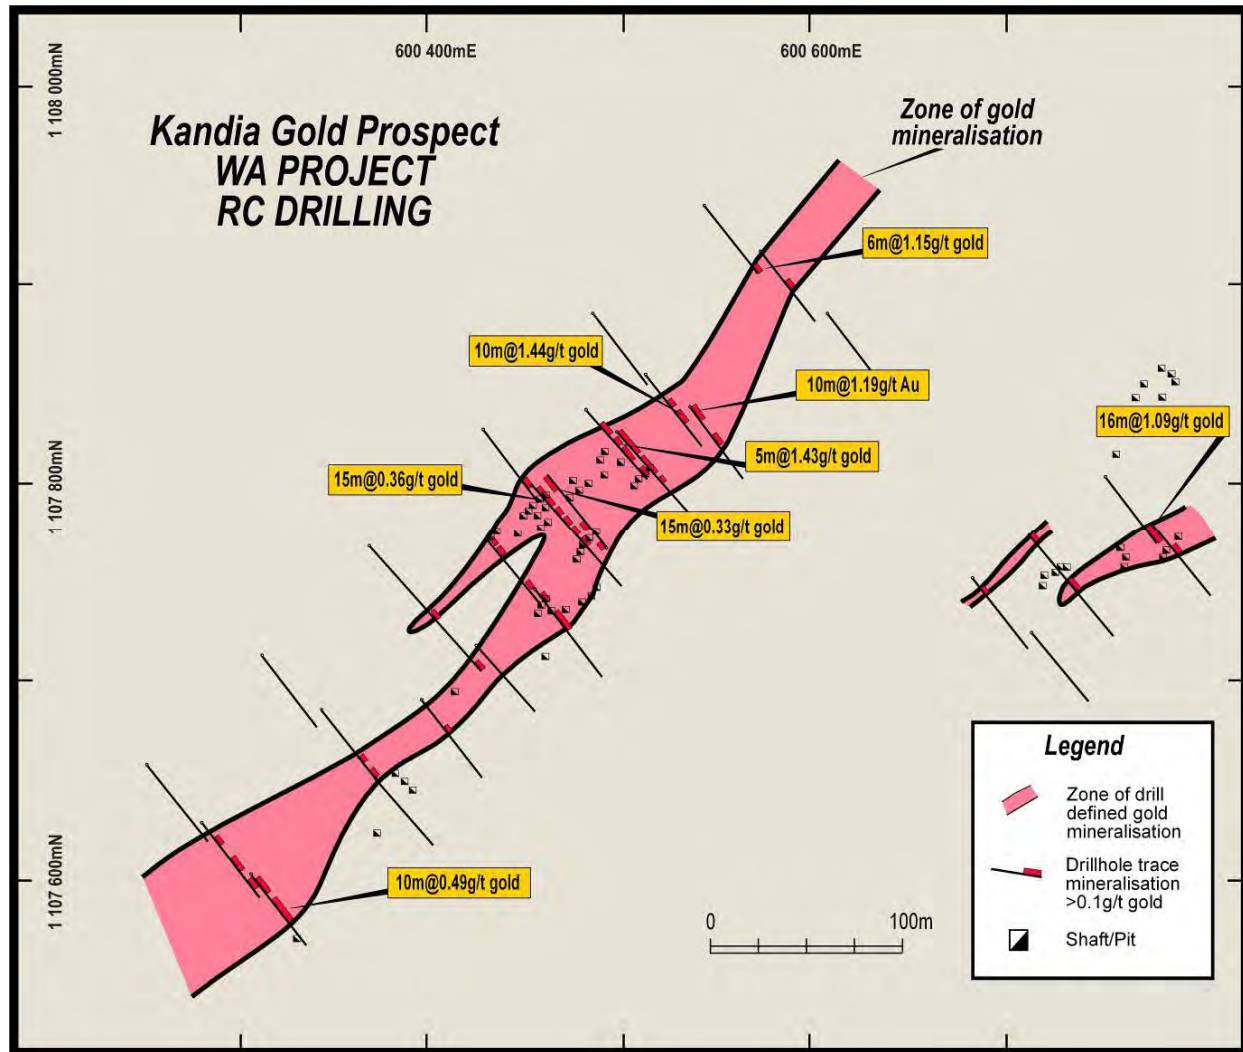 600 400mE
600 600mE
1 108 000mN
Kandia Gold Prospect
WA PROJECT
RC DRILLING
Zone of gold
mineralisation
6m@1.15g/t gold
10m@1.44g/t gold
10m@1.19g/t Au
16m@1.09g/t gold
5m@1.43g/t gold
15m@0.36g/t gold
15m@0.33g/t gold
1 107 800mN
10m@0.49g/t gold
1 107 600mN
0
100m
Legend
Zone of drill
defined gold
mineralisation
Drillhole trace
mineralisation
>0.1g/t gold
Shaft/Pit